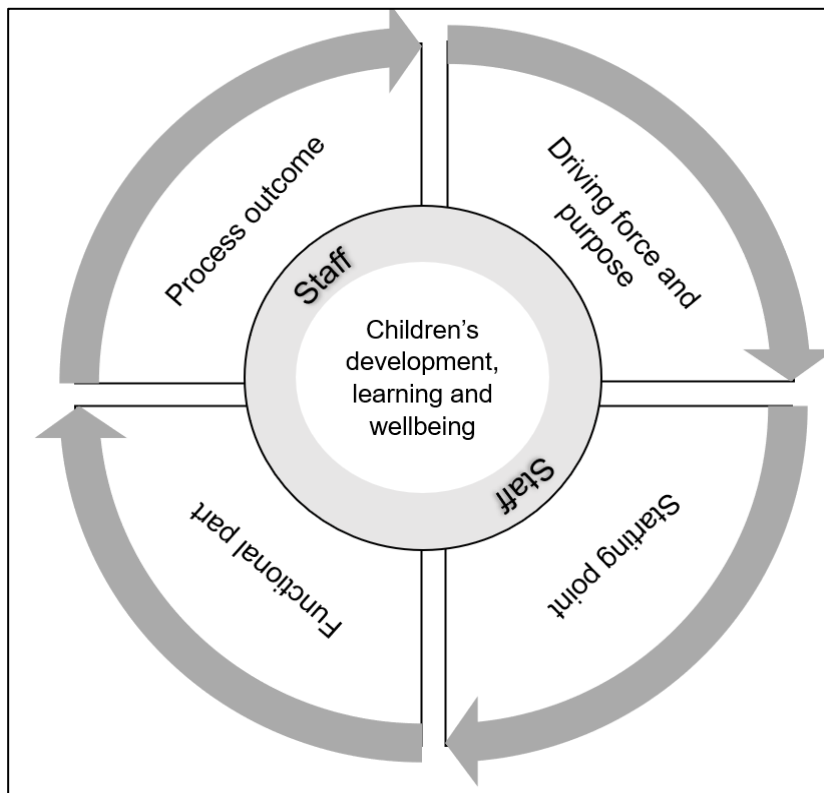 Process outcome
Driving force and
purpose
Staff
Children's
development,
learning and
wellbeing
Staff
Functional part
Starting point